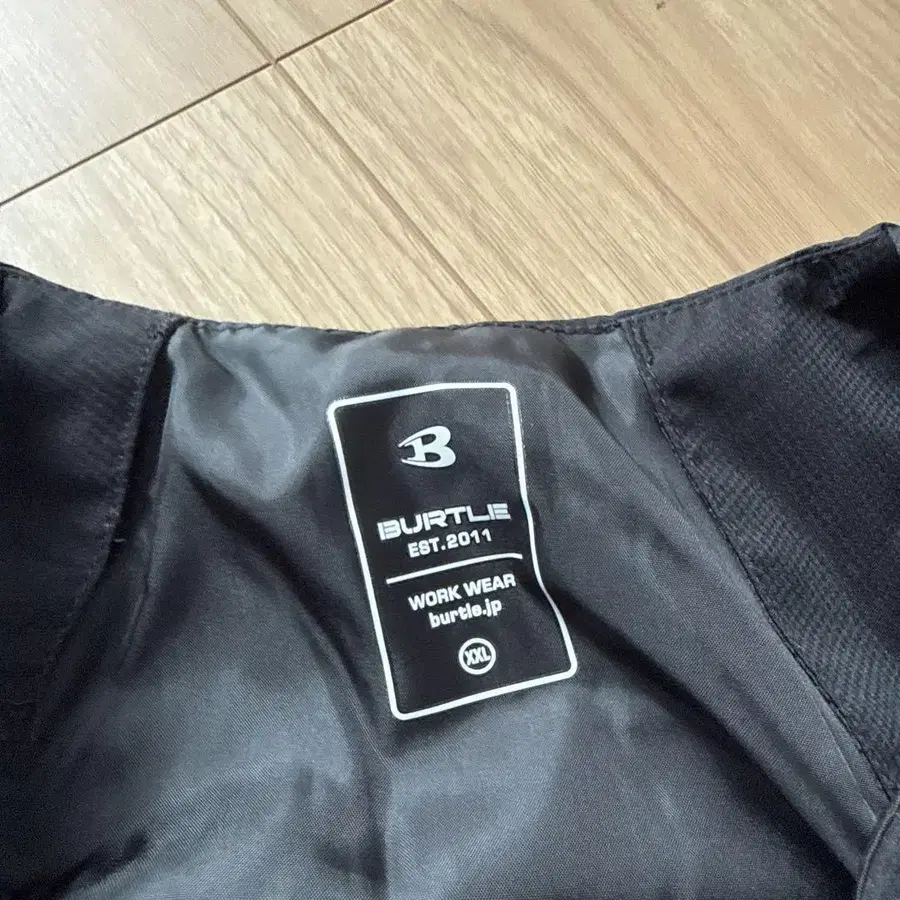 B
BURTLE
EST.2011
WORK WEAR
burtle.jp
XXL